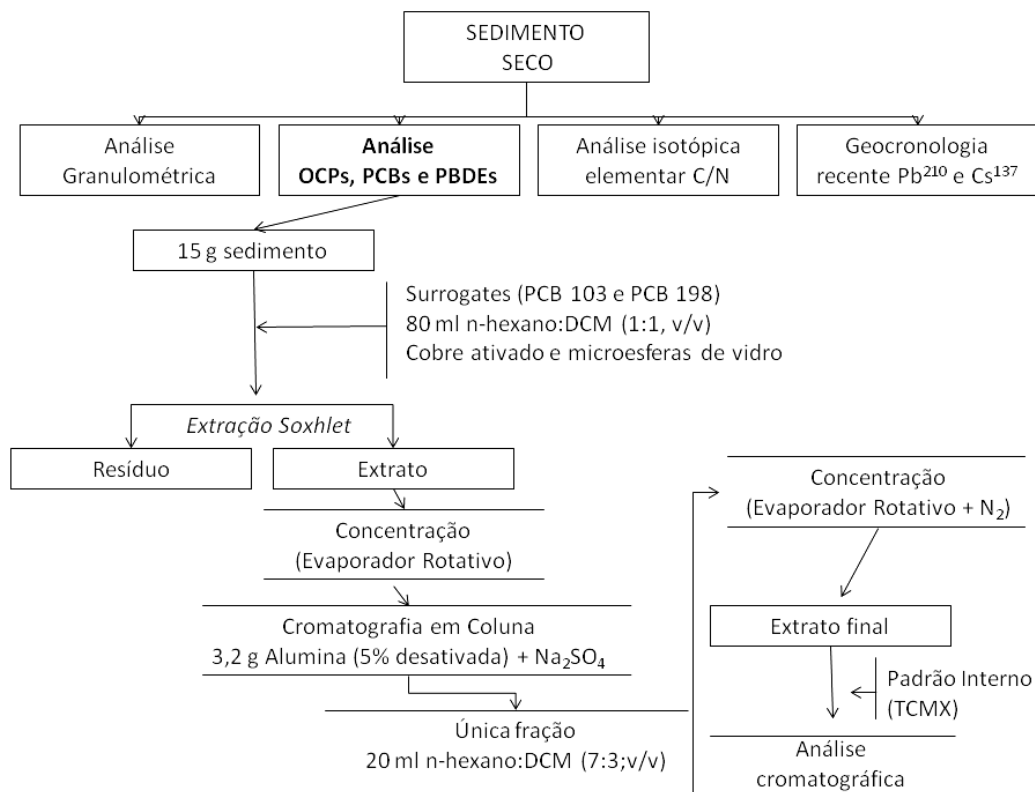 SEDIMENTO
SECO
Análise
Granulométrica
Análise
OCPs, PCBs e PBDEs
Análise isotópica
elementar C/N
Geocronologia
recente Pb²¹⁰ e Cs¹³⁷
15 g sedimento
Surrogates (PCB 103 e PCB 198)
80 ml n-hexano:DCM (1:1, v/v)
Cobre ativado e microesferas de vidro
Extração Soxhlet
Resíduo
Extrato
Concentração
(Evaporador Rotativo)
Cromatografia em Coluna
3,2 g Alumina (5% desativada) + Na₂SO₄
Única fração
20 ml n-hexano:DCM (7:3;v/v)
Concentração
(Evaporador Rotativo + N₂)
Extrato final
Padrão Interno
(TCMX)
Análise
cromatográfica